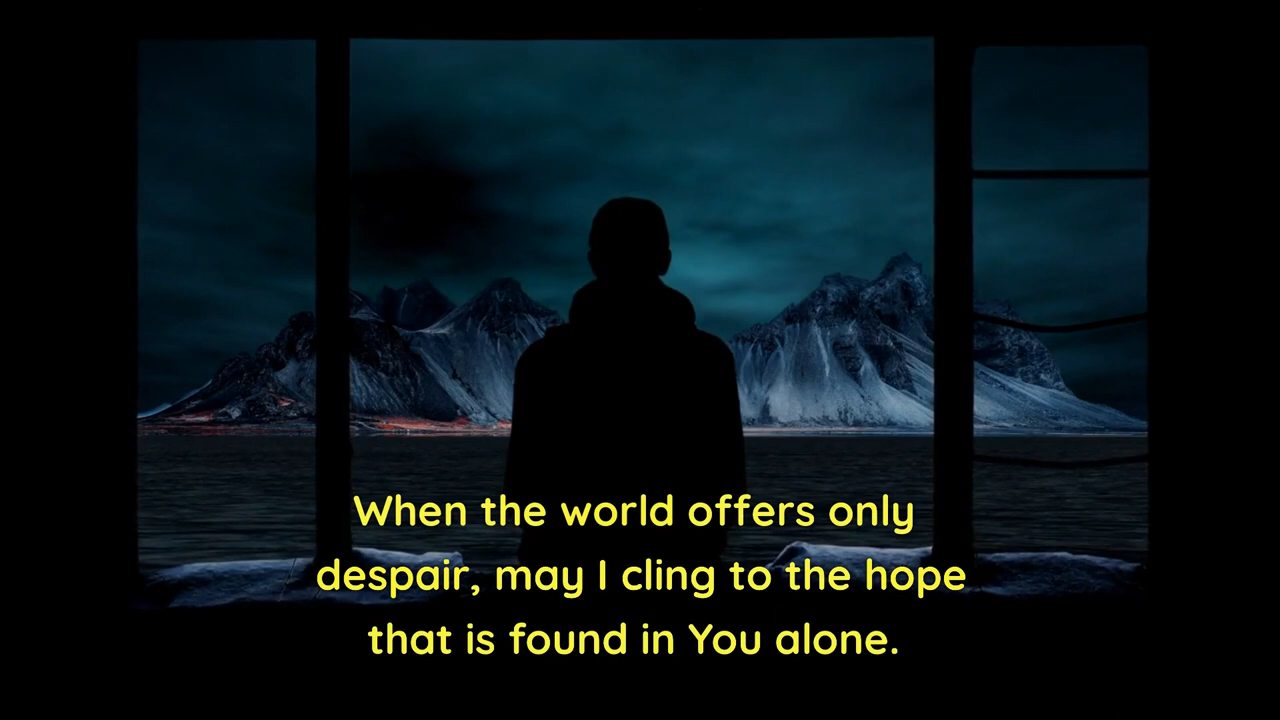 When the world offers only
despair, may I cling to the hope
that is found in You alone.